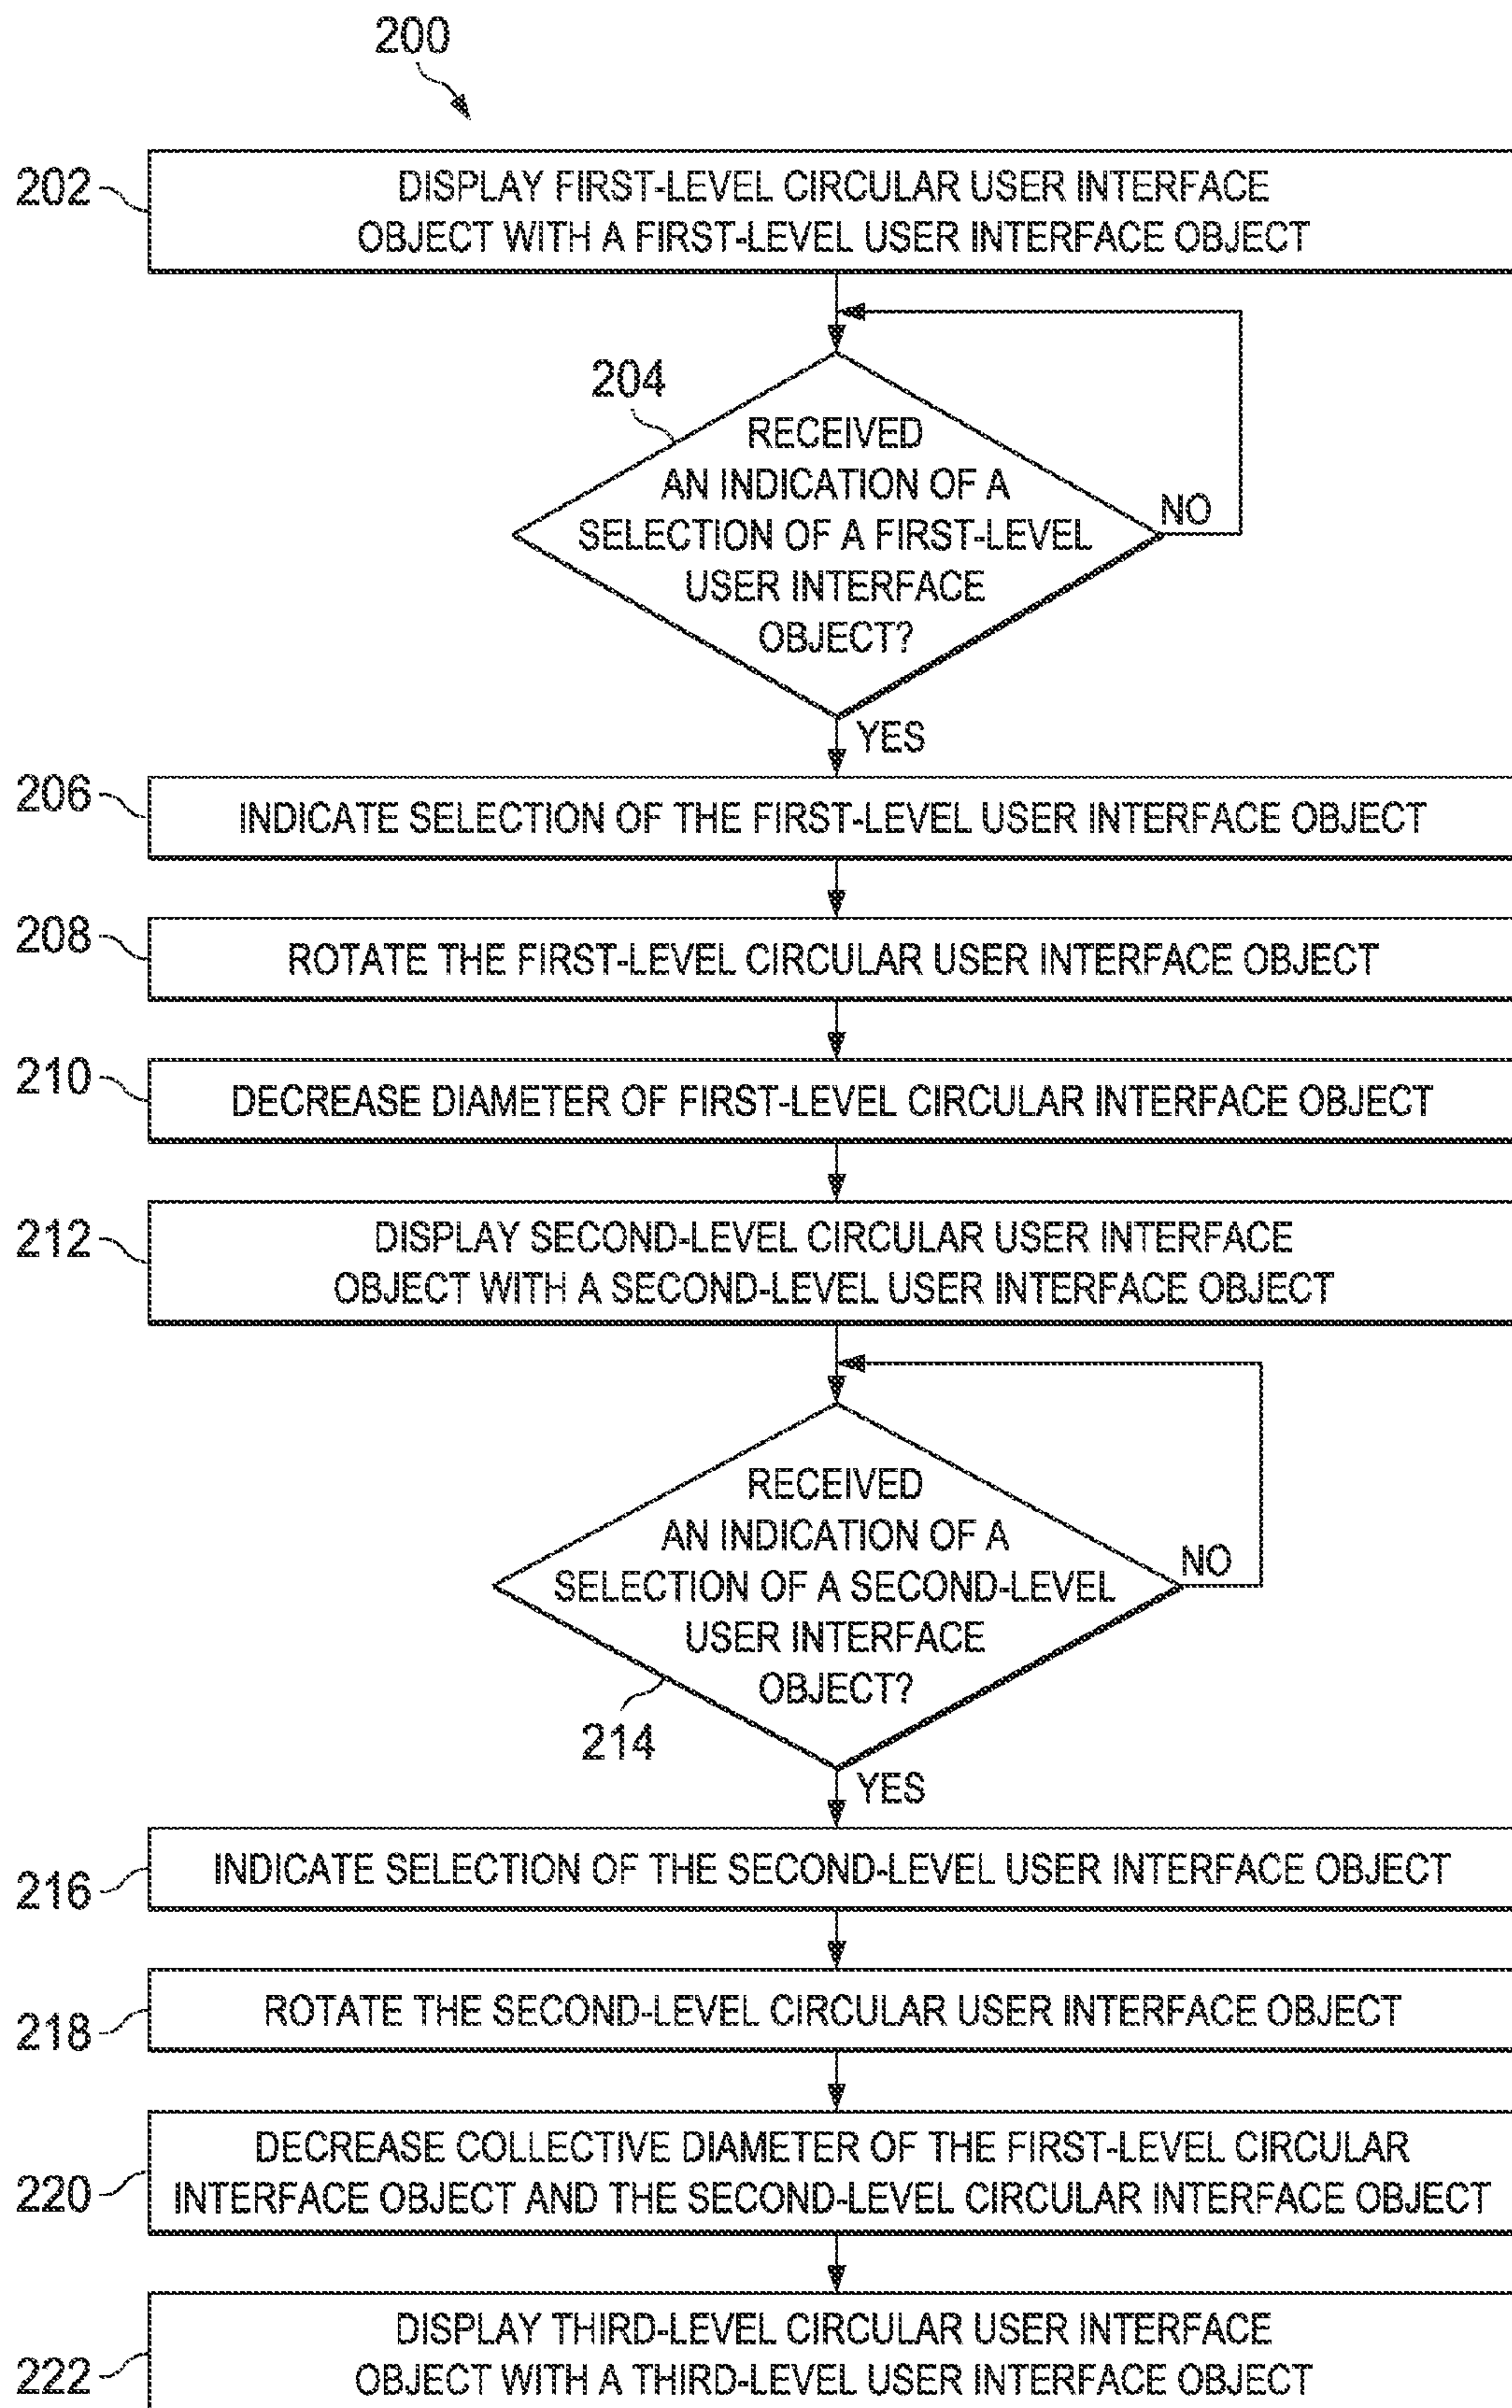 200
202
DISPLAY FIRST-LEVEL CIRCULAR USER INTERFACE
OBJECT WITH A FIRST-LEVEL USER INTERFACE OBJECT
204
RECEIVED
AN INDICATION OF A
SELECTION OF A FIRST-LEVEL
USER INTERFACE
OBJECT?
NO
YES
206
INDICATE SELECTION OF THE FIRST-LEVEL USER INTERFACE OBJECT
208
ROTATE THE FIRST-LEVEL CIRCULAR USER INTERFACE OBJECT
210
DECREASE DIAMETER OF FIRST-LEVEL CIRCULAR INTERFACE OBJECT
212
DISPLAY SECOND-LEVEL CIRCULAR USER INTERFACE
OBJECT WITH A SECOND-LEVEL USER INTERFACE OBJECT
RECEIVED
AN INDICATION OF A
SELECTION OF A SECOND-LEVEL
USER INTERFACE
OBJECT?
NO
214
YES
216
INDICATE SELECTION OF THE SECOND-LEVEL USER INTERFACE OBJECT
218
ROTATE THE SECOND-LEVEL CIRCULAR USER INTERFACE OBJECT
220
DECREASE COLLECTIVE DIAMETER OF THE FIRST-LEVEL CIRCULAR
INTERFACE OBJECT AND THE SECOND-LEVEL CIRCULAR INTERFACE OBJECT
222
DISPLAY THIRD-LEVEL CIRCULAR USER INTERFACE
OBJECT WITH A THIRD-LEVEL USER INTERFACE OBJECT